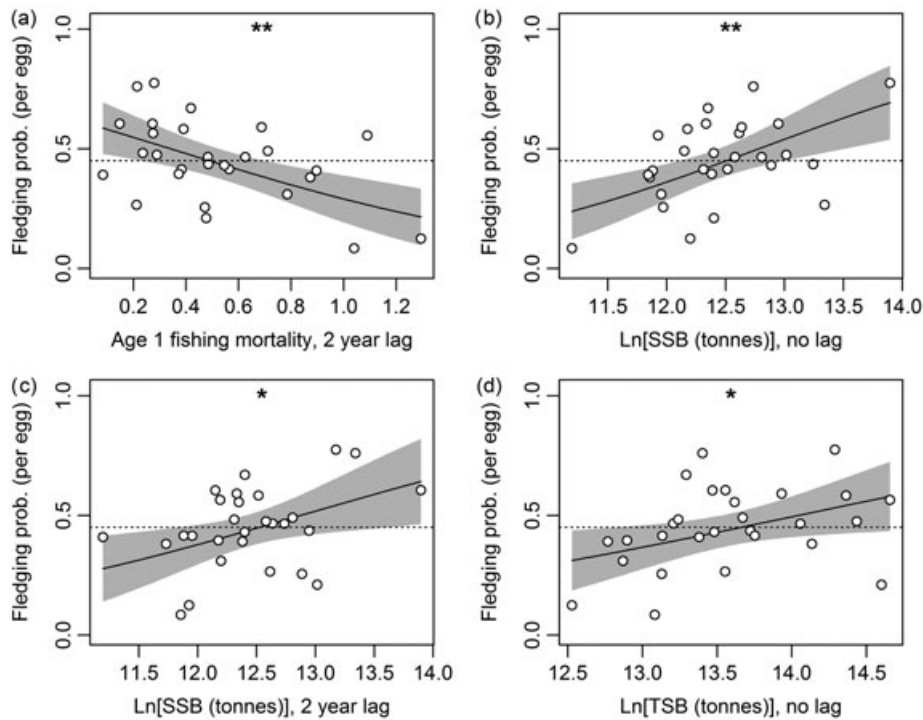 (a)
**
Fledging prob. (per egg)
1.0
0.5
0.0
0.2 0.4 0.6 0.8 1.0 1.2
Age 1 fishing mortality, 2 year lag
(b)
**
Fledging prob. (per egg)
1.0
0.5
0.0
11.5 12.0 12.5 13.0 13.5 14.0
Ln[SSB (tonnes)], no lag
(c)
*
Fledging prob. (per egg)
1.0
0.5
0.0
11.5 12.0 12.5 13.0 13.5 14.0
Ln[SSB (tonnes)], 2 year lag
(d)
*
Fledging prob. (per egg)
1.0
0.5
0.0
12.5 13.0 13.5 14.0 14.5
Ln[TSB (tonnes)], no lag